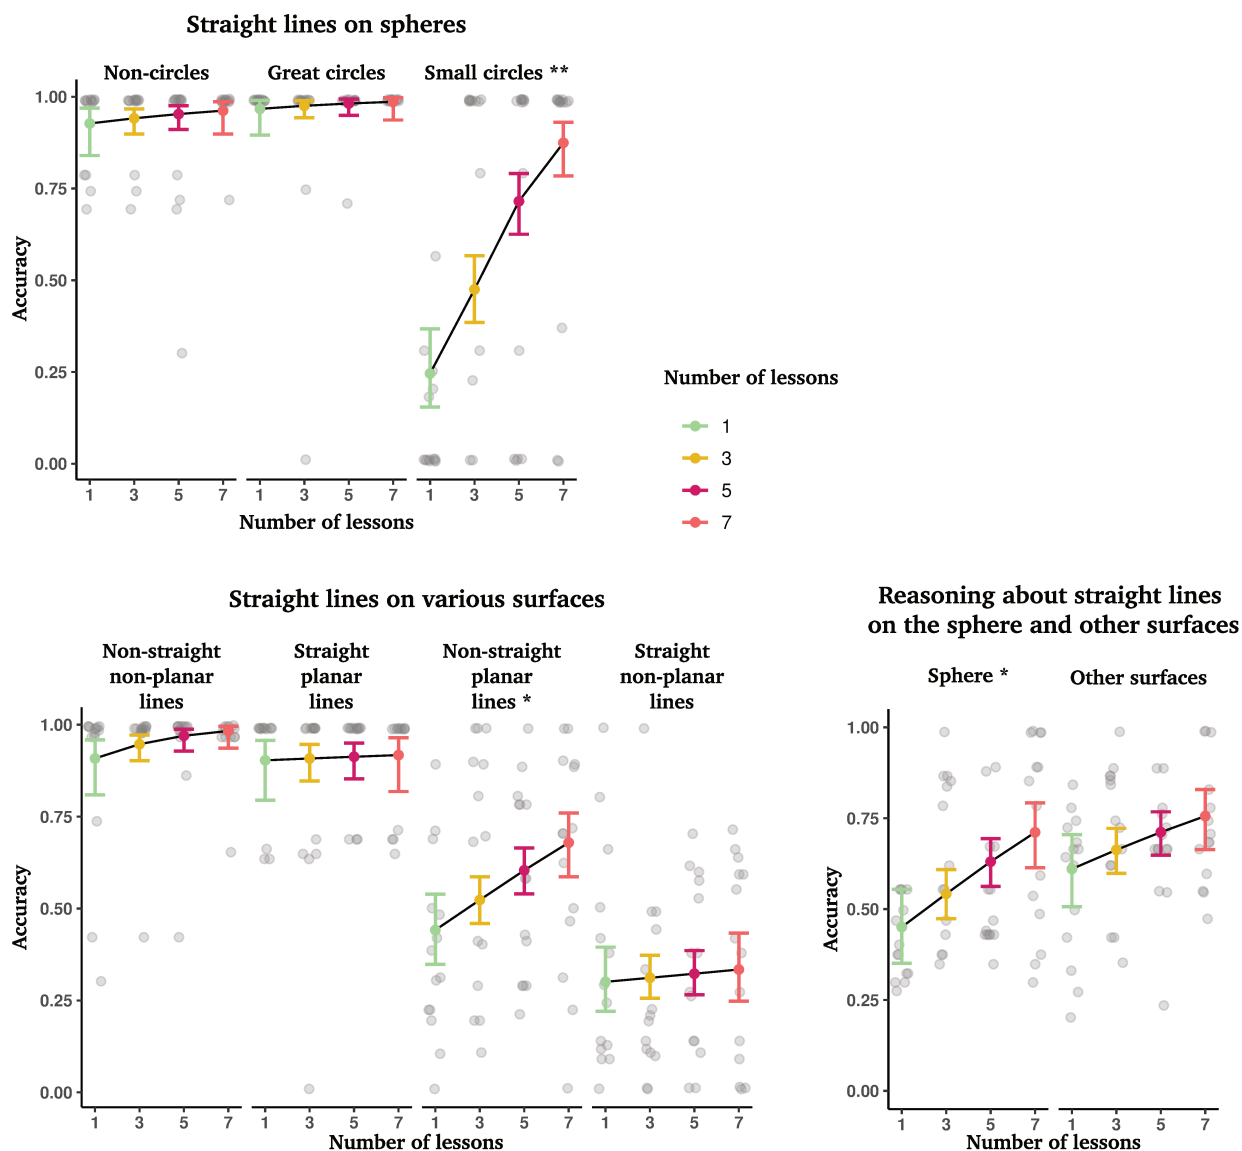 Straight lines on spheres
Non-circles Great circles Small circles **
1.00
0.75
0.50
0.25
0.00
Accuracy
1 3 5 7 1 3 5 7 1 3 5 7
Number of lessons
Number of lessons
1
3
5
7
Straight lines on various surfaces
Non-straight
non-planar
lines
Straight
planar
lines
Non-straight
planar
lines *
Straight
non-planar
lines
1.00
0.75
0.50
0.25
0.00
Accuracy
1 3 5 7 1 3 5 7 1 3 5 7 1 3 5 7
Number of lessons
Reasoning about straight lines
on the sphere and other surfaces
Sphere * Other surfaces
1.00
0.75
0.50
0.25
0.00
Accuracy
1 3 5 7 1 3 5 7
Number of lessons